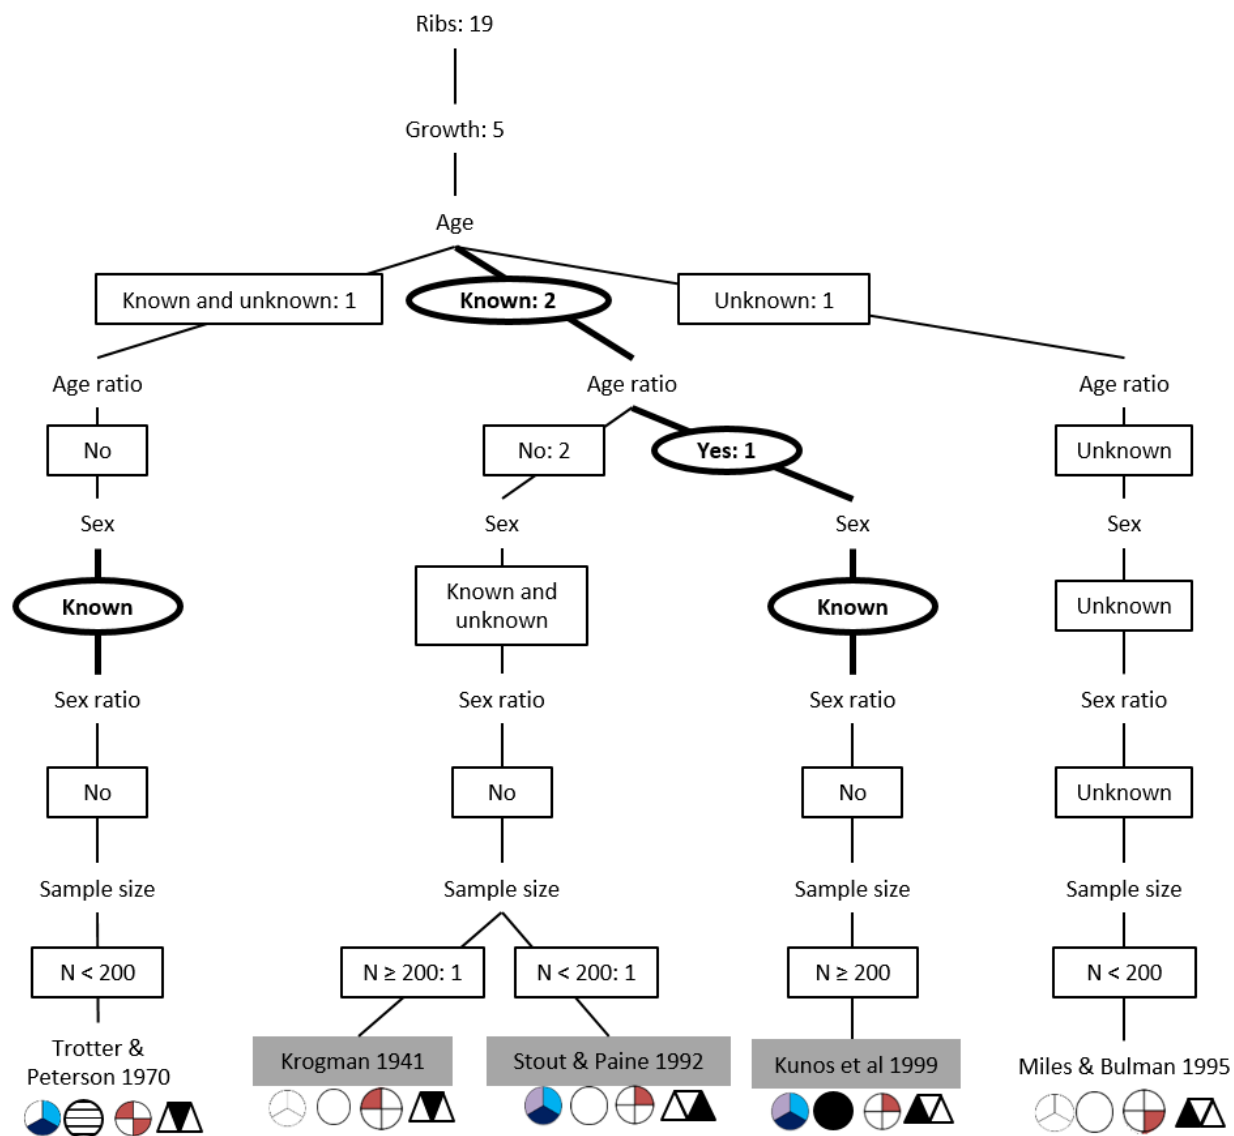 Ribs: 19
Growth: 5
Age
Known and unknown: 1
Known: 2
Unknown: 1
Age ratio
Age ratio
Age ratio
No
No: 2
Yes: 1
Unknown
Sex
Sex
Sex
Sex
Known
Known and
unknown
Known
Unknown
Sex ratio
Sex ratio
Sex ratio
Sex ratio
No
No
No
Unknown
Sample size
Sample size
Sample size
Sample size
N < 200
N ≥ 200: 1
N < 200: 1
N ≥ 200
N < 200
Trotter &
Peterson 1970
Krogman 1941
Stout & Paine 1992
Kunos et al 1999
Miles & Bulman 1995